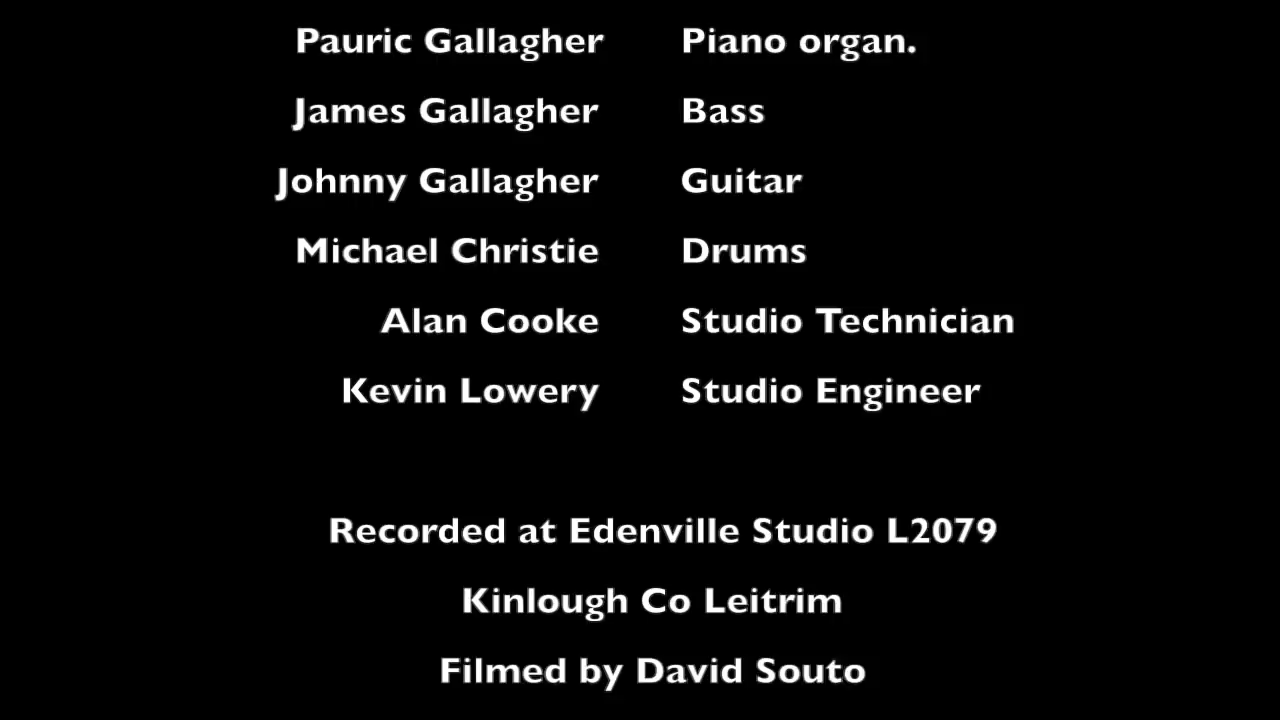 Pauric Gallagher Piano organ.
James Gallagher Bass
Johnny Gallagher Guitar
Michael Christie Drums
Alan Cooke Studio Technician
Kevin Lowery Studio Engineer
Recorded at Edenville Studio L2079
Kinlough Co Leitrim
Filmed by David Souto